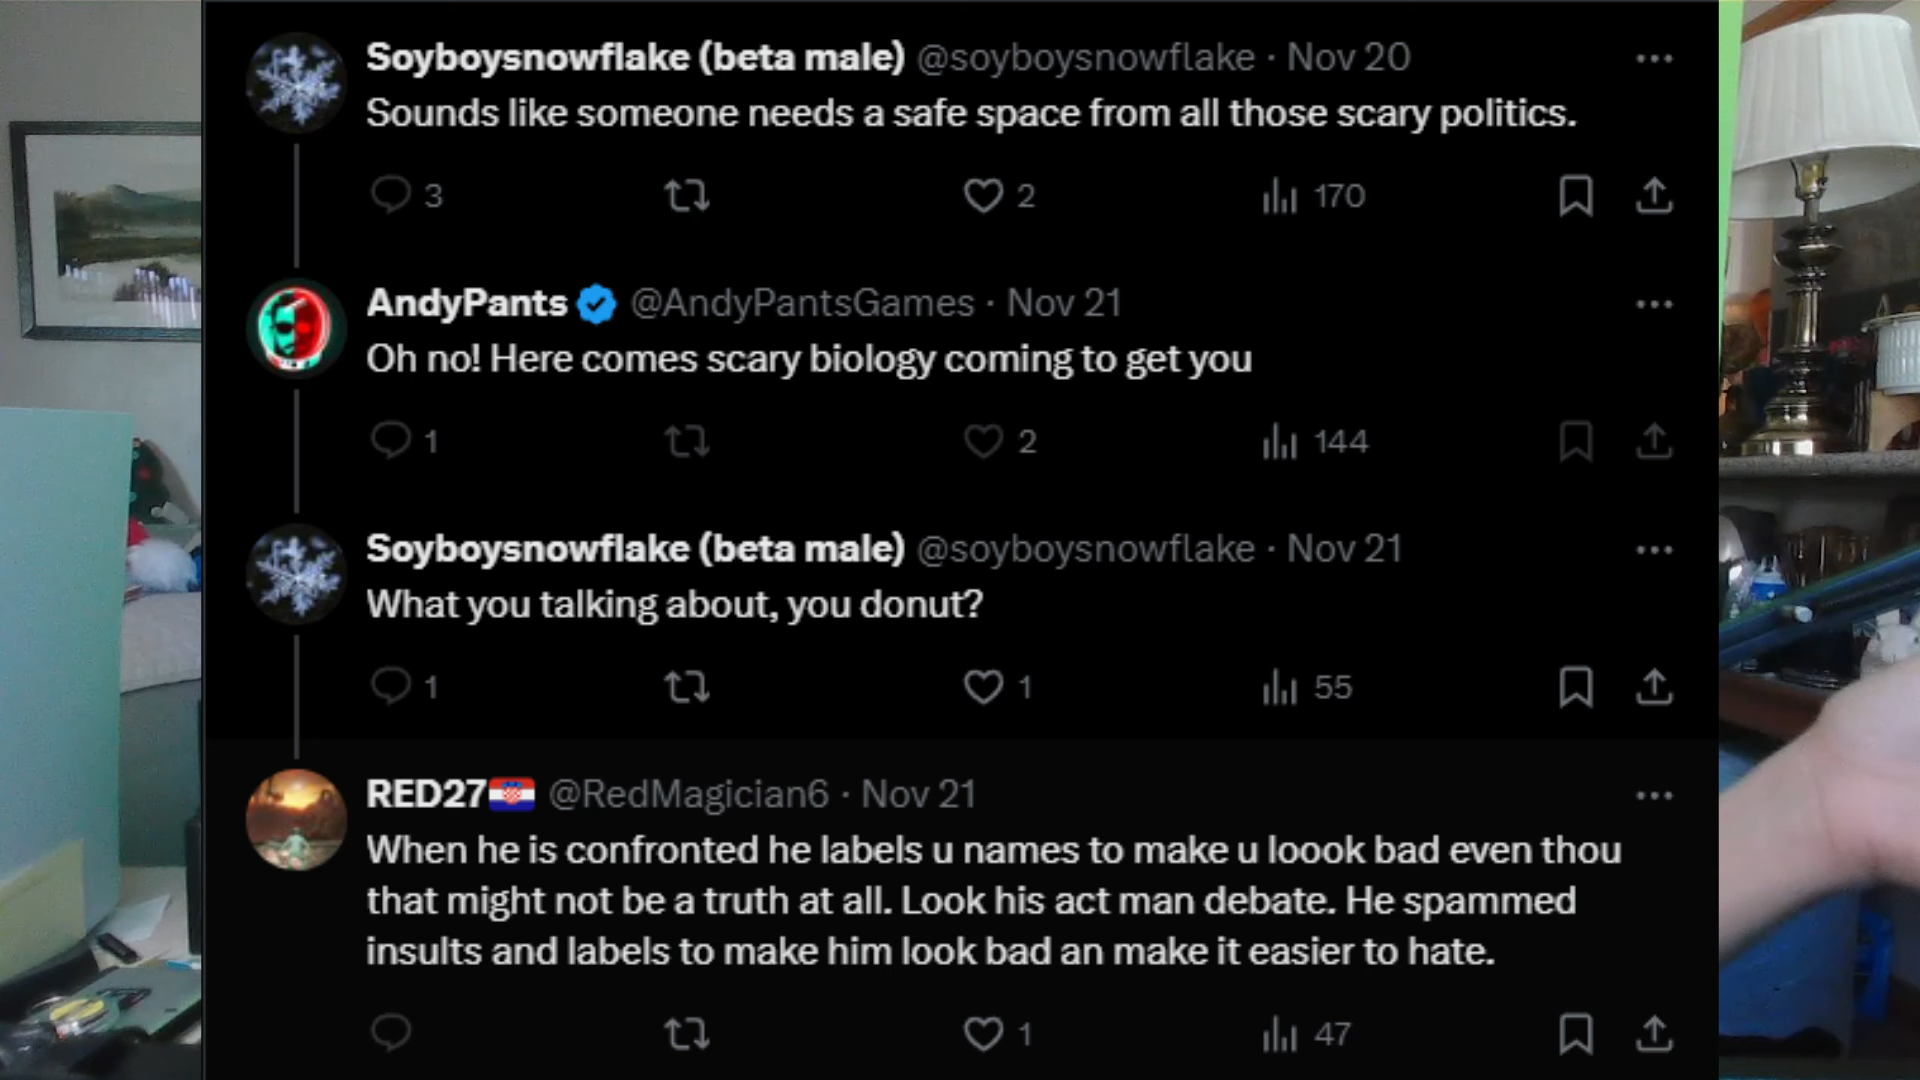 Soyboysnowflake (beta male) @soyboysnowflake · Nov 20
Sounds like someone needs a safe space from all those scary politics.
3 2 170
AndyPants @AndyPantsGames · Nov 21
Oh no! Here comes scary biology coming to get you
1 2 144
Soyboysnowflake (beta male) @soyboysnowflake · Nov 21
What you talking about, you donut?
1 1 55
RED27 @RedMagician6 · Nov 21
When he is confronted he labels u names to make u loook bad even thou
that might not be a truth at all. Look his act man debate. He spammed
insults and labels to make him look bad an make it easier to hate.
1 47